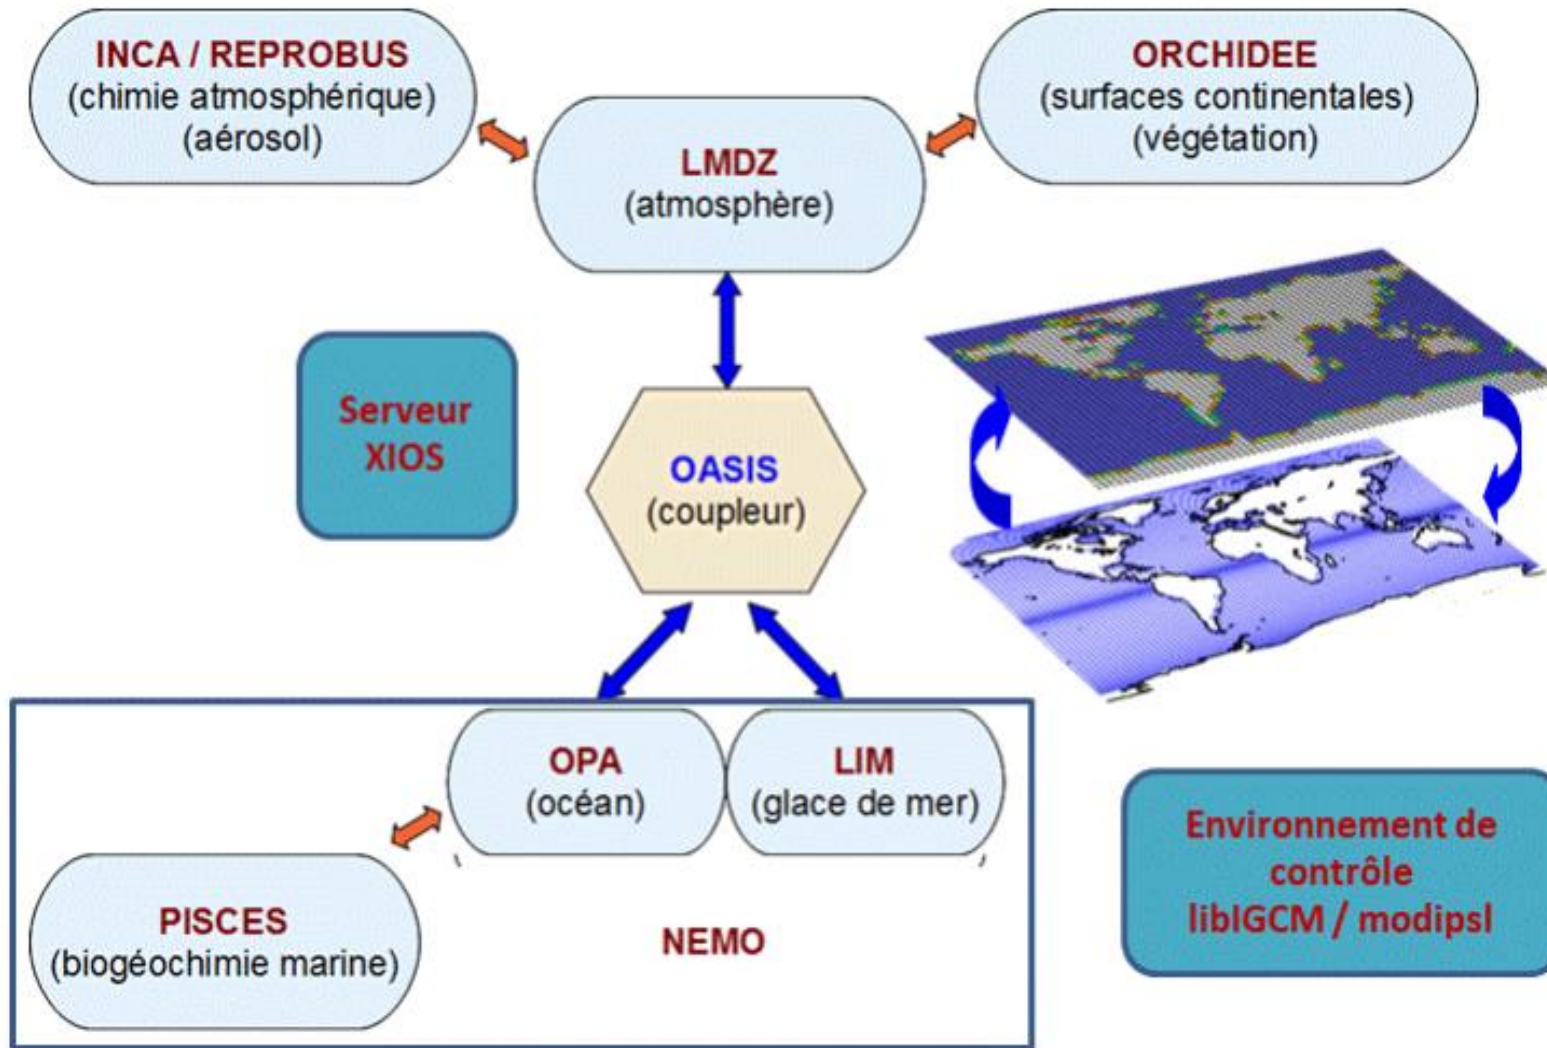 INCA / REPROBUS
(chimie atmosphérique)
(aérosol)
ORCHIDEE
(surfaces continentales)
(végétation)
LMDZ
(atmosphère)
Serveur
XIOS
OASIS
(coupleur)
OPA
(océan)
LIM
(glace de mer)
PISCES
(biogéochimie marine)
NEMO
Environnement de
contrôle
libIGCM / modipsl